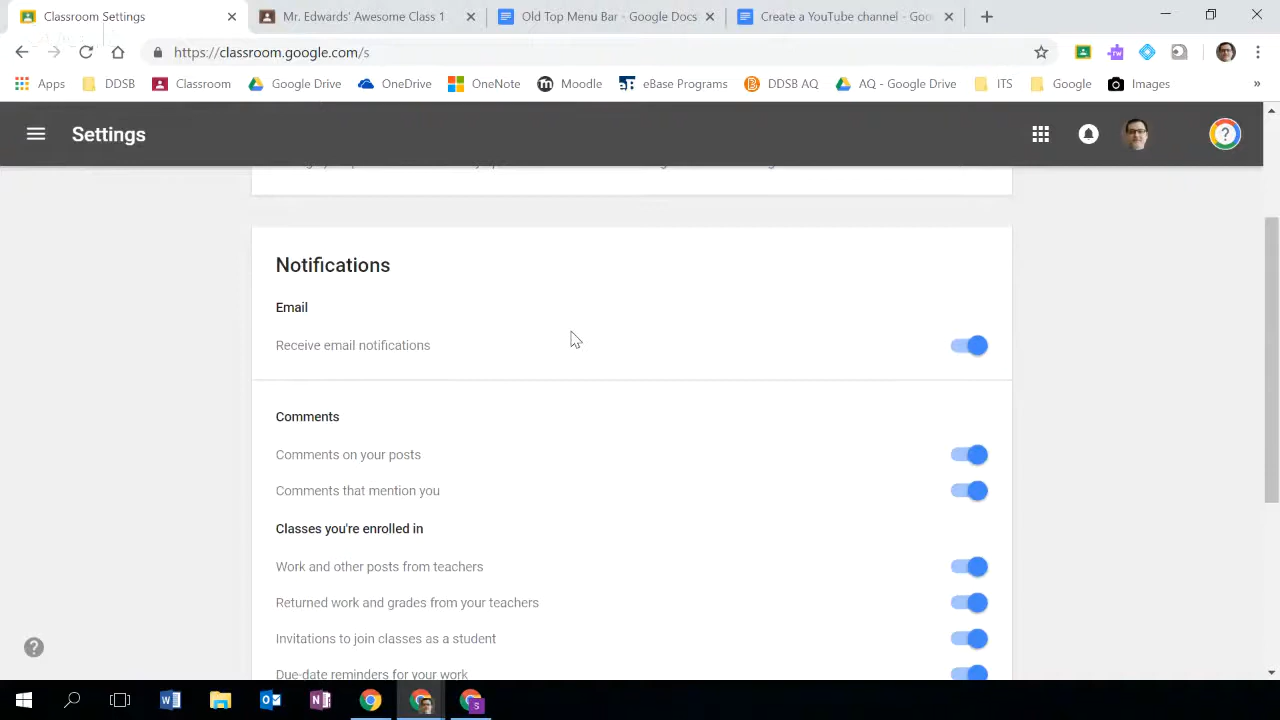 Classroom Settings
Mr. Edwards' Awesome Class 1
Old Top Menu Bar - Google Docs
Create a YouTube channel - Goo
https://classroom.google.com/s
Apps
DDSB
Classroom
Google Drive
OneDrive
OneNote
Moodle
eBase Programs
DDSB AQ
AQ - Google Drive
ITS
Google
Images
»
Settings
Notifications
Email
Receive email notifications
Comments
Comments on your posts
Comments that mention you
Classes you're enrolled in
Work and other posts from teachers
Returned work and grades from your teachers
Invitations to join classes as a student
Due-date reminders for your work